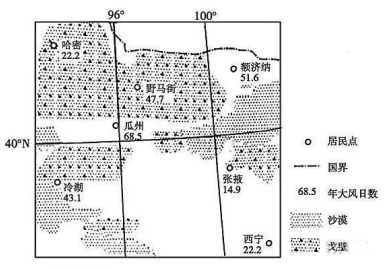 96°
100°
哈密
22.2
额济纳
51.6
野马街
47.7
瓜州
68.5
40°N
冷湖
43.1
张掖
14.9
西宁
22.2
居民点
国界
68.5 年大风日数
沙漠
戈壁